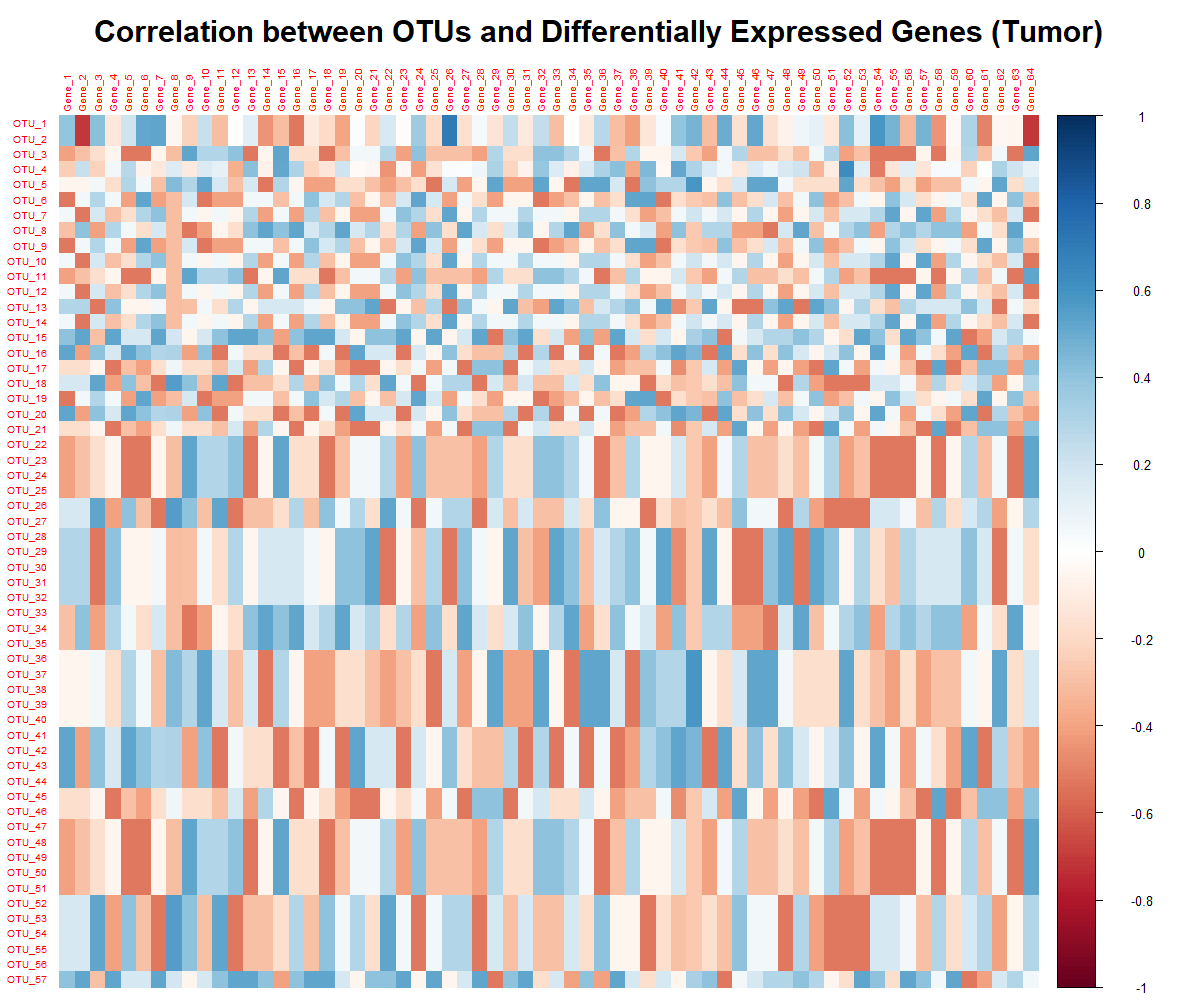 Correlation between OTUs and Differentially Expressed Genes (Tumor)
Gene_1
Gene_2
Gene_3
Gene_4
Gene_5
Gene_6
Gene_7
Gene_8
Gene_9
Gene_10
Gene_11
Gene_12
Gene_13
Gene_14
Gene_15
Gene_16
Gene_17
Gene_18
Gene_19
Gene_20
Gene_21
Gene_22
Gene_23
Gene_24
Gene_25
Gene_26
Gene_27
Gene_28
Gene_29
Gene_30
Gene_31
Gene_32
Gene_33
Gene_34
Gene_35
Gene_36
Gene_37
Gene_38
Gene_39
Gene_40
Gene_41
Gene_42
Gene_43
Gene_44
Gene_45
Gene_46
Gene_47
Gene_48
Gene_49
Gene_50
Gene_51
Gene_52
Gene_53
Gene_54
Gene_55
Gene_56
Gene_57
Gene_58
Gene_59
Gene_60
Gene_61
Gene_62
Gene_63
Gene_64
OTU_1
OTU_2
OTU_3
OTU_4
OTU_5
OTU_6
OTU_7
OTU_8
OTU_9
OTU_10
OTU_11
OTU_12
OTU_13
OTU_14
OTU_15
OTU_16
OTU_17
OTU_18
OTU_19
OTU_20
OTU_21
OTU_22
OTU_23
OTU_24
OTU_25
OTU_26
OTU_27
OTU_28
OTU_29
OTU_30
OTU_31
OTU_32
OTU_33
OTU_34
OTU_35
OTU_36
OTU_37
OTU_38
OTU_39
OTU_40
OTU_41
OTU_42
OTU_43
OTU_44
OTU_45
OTU_46
OTU_47
OTU_48
OTU_49
OTU_50
OTU_51
OTU_52
OTU_53
OTU_54
OTU_55
OTU_56
OTU_57
1
0.8
0.6
0.4
0.2
0
-0.2
-0.4
-0.6
-0.8
-1